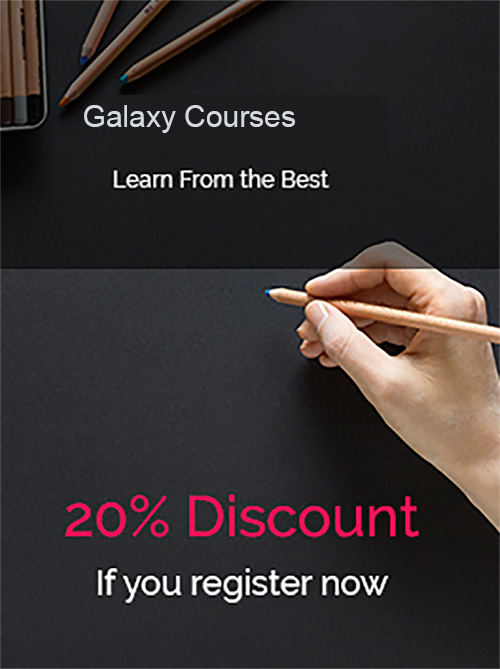 Galaxy Courses
Learn From the Best
20% Discount
If you register now